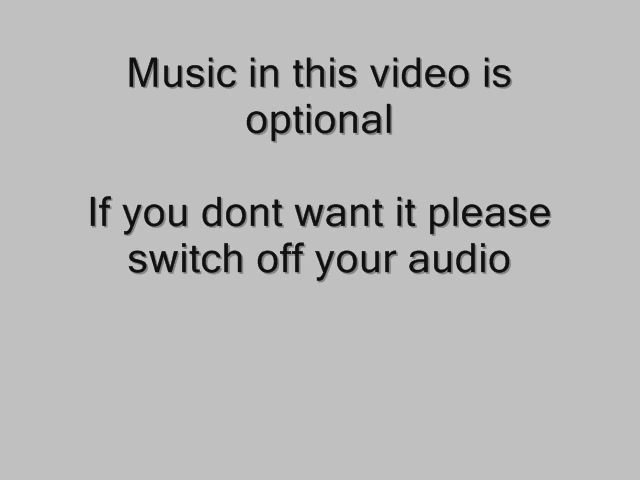 Music in this video is
optional
If you dont want it please
switch off your audio